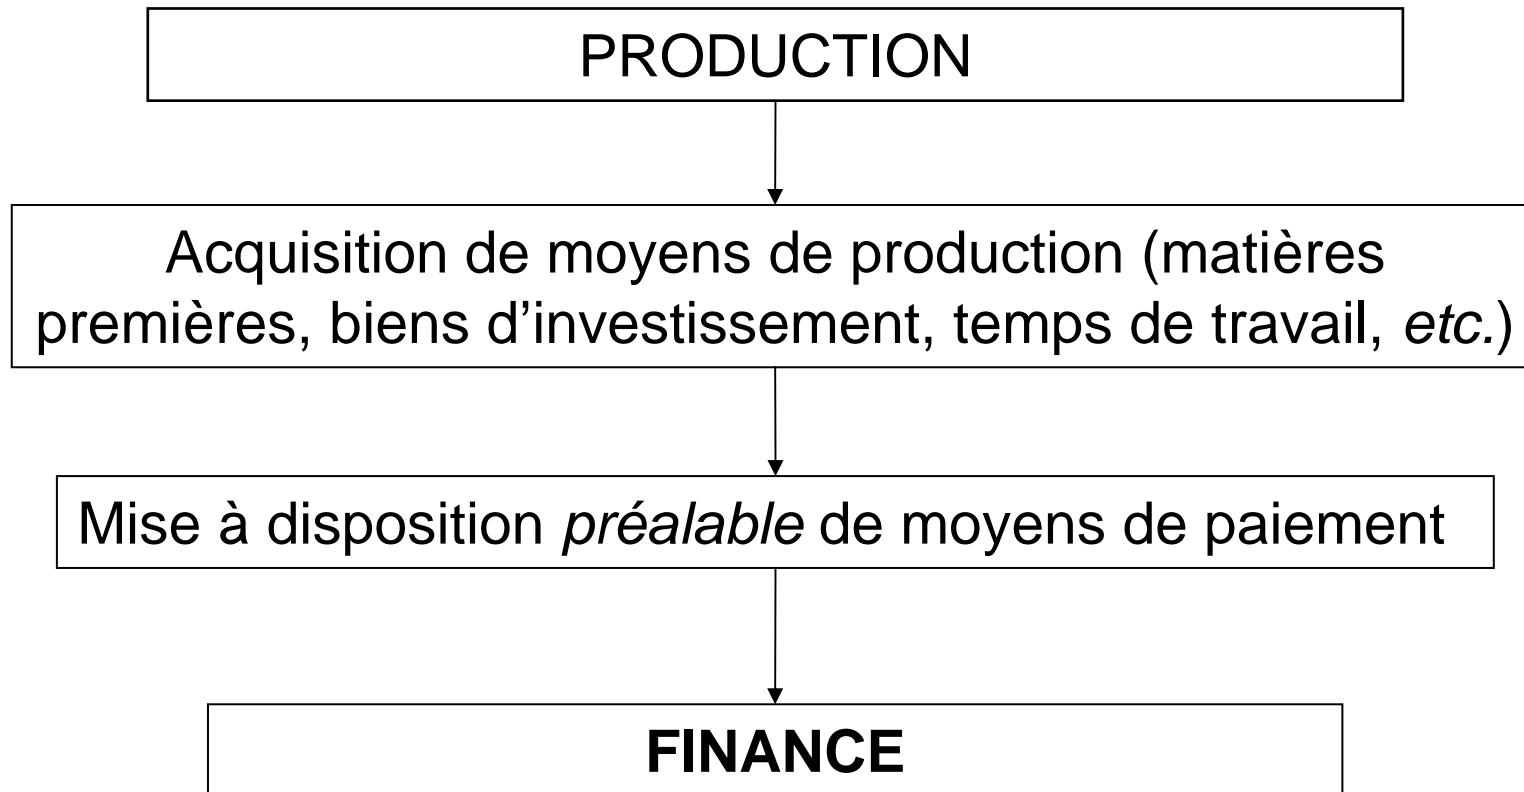 PRODUCTION
Acquisition de moyens de production (matières
premières, biens d’investissement, temps de travail, etc.)
Mise à disposition préalable de moyens de paiement
FINANCE